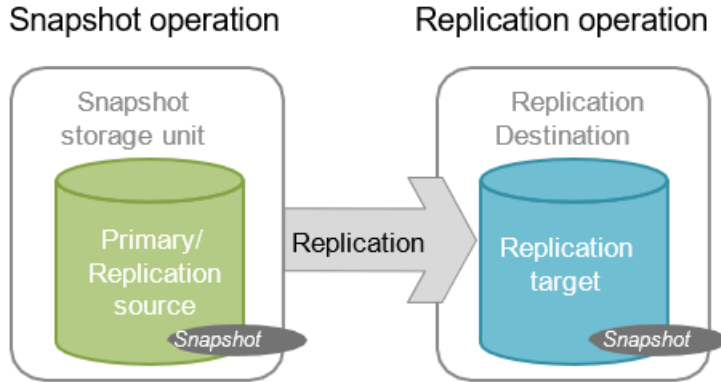 Snapshot operation
Replication operation
Snapshot
storage unit
Replication
Destination
Primary/
Replication
source
Replication
Replication
target
Snapshot
Snapshot